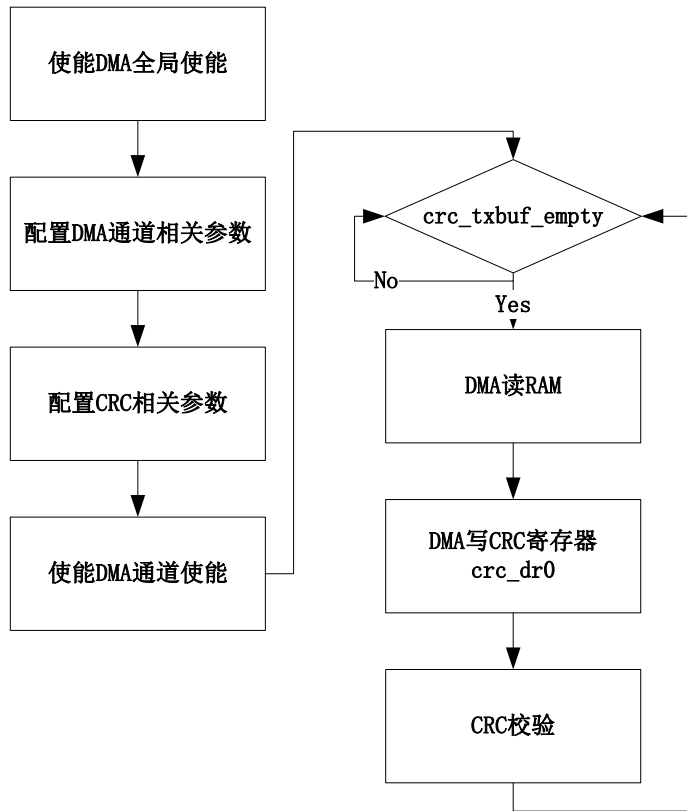 使能DMA全局使能
配置DMA通道相关参数
配置CRC相关参数
使能DMA通道使能
crc_txbuf_empty
No
Yes
DMA读RAM
DMA写CRC寄存器
crc_dr0
CRC校验